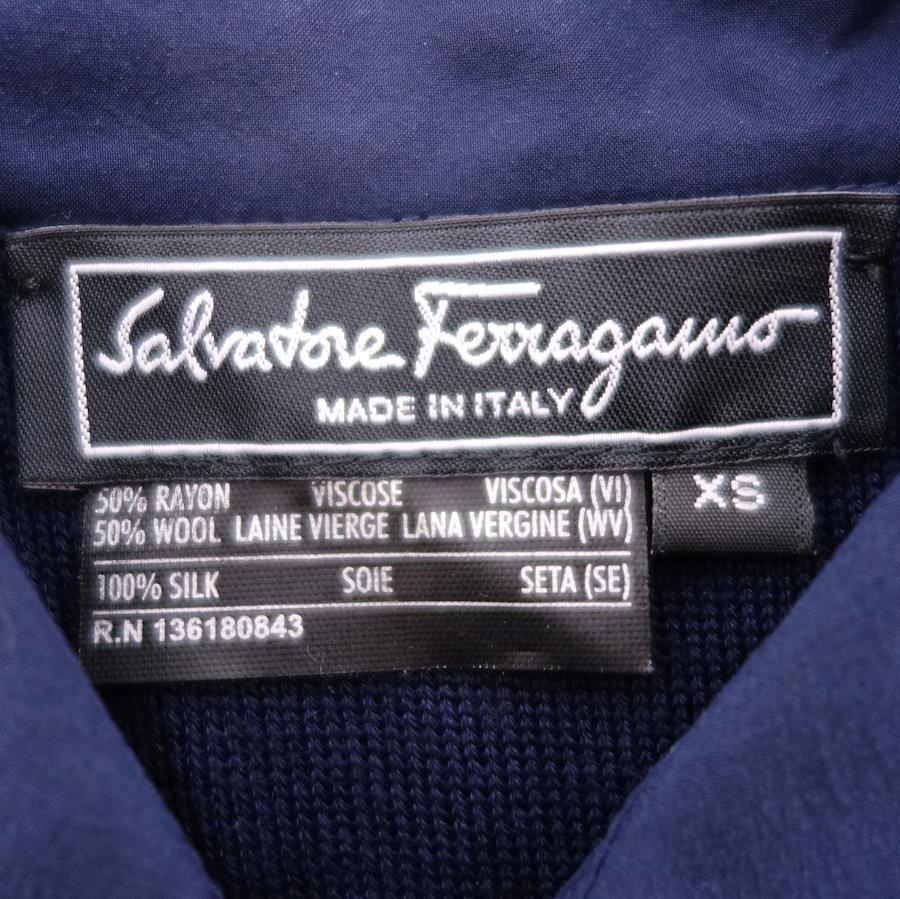 Salvatore Ferragamo
MADE IN ITALY
XS
50% RAYON VISCOSE VISCOSA (VI)
50% WOOL LAINE VIERGE LANA VERGINE (WV)
100% SILK SOIE SETA (SE)
R.N 136180843